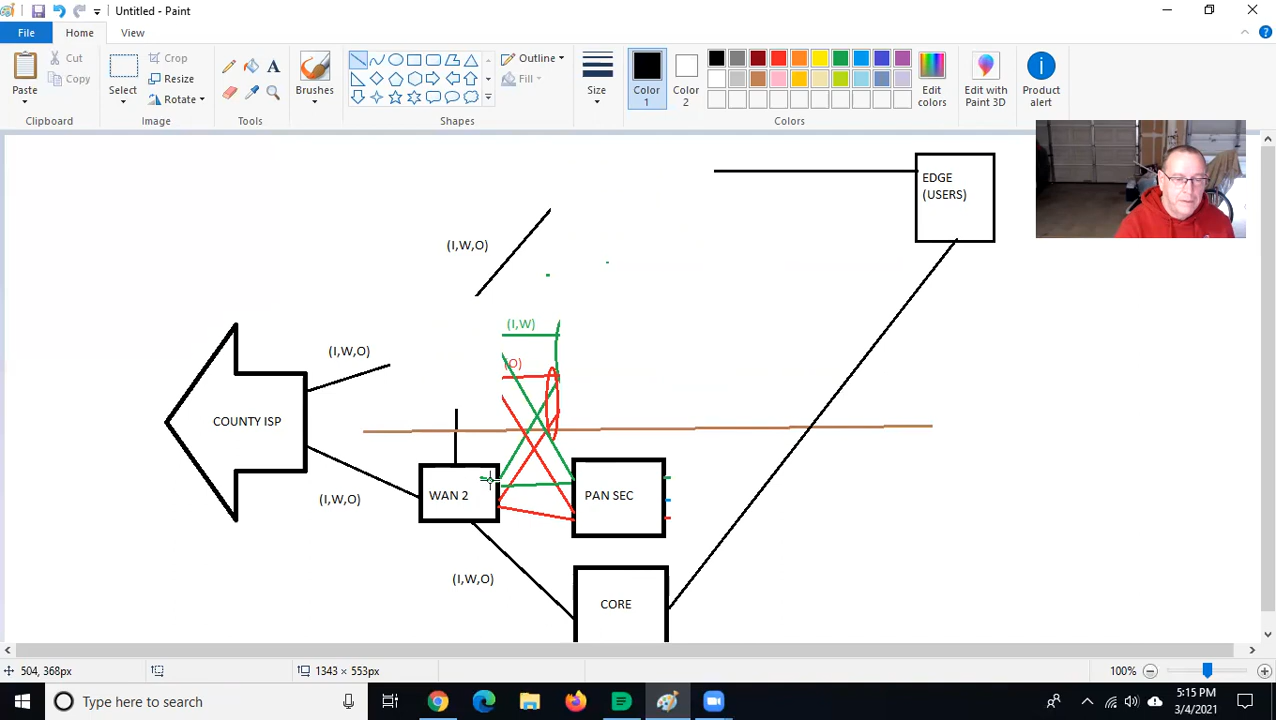 Untitled - Paint
File
Home
View
Paste
Cut
Copy
Clipboard
Select
Crop
Resize
Rotate
Image
A
Tools
Brushes
Shapes
Outline
Fill
Size
Color
1
Color
2
Edit
colors
Colors
Edit with
Paint 3D
Product
alert
EDGE
(USERS)
(I,W,O)
(I,W)
(I,W,O)
(O)
COUNTY ISP
WAN 2
PAN SEC
(I,W,O)
(I,W,O)
CORE
504, 368px
1343 × 553px
100%
Type here to search
5:15 PM
3/4/2021